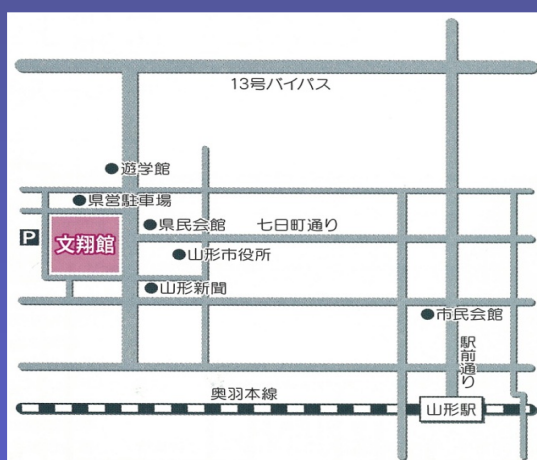 13号バイパス
遊学館
県営駐車場
県民会館
七日町通り
P
文翔館
山形市役所
山形新聞
市民会館
駅前通り
奥羽本線
山形駅